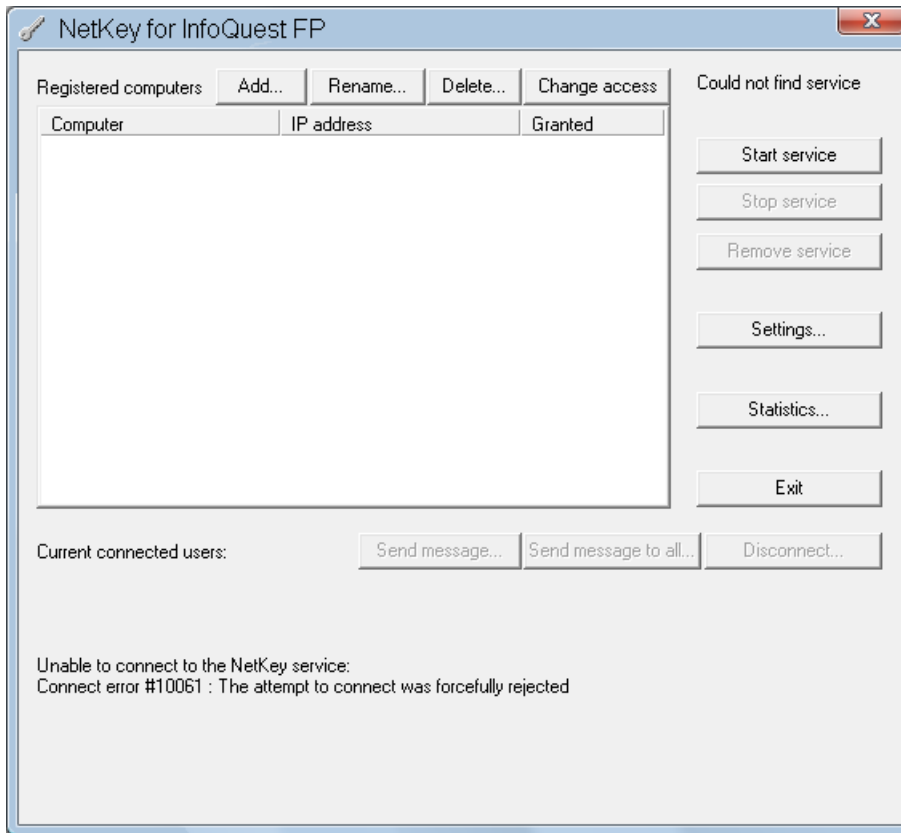 NetKey for InfoQuest FP
Registered computers Add... Rename... Delete... Change access Could not find service
Computer IP address Granted
Start service
Stop service
Remove service
Settings...
Statistics...
Exit
Current connected users: Send message... Send message to all... Disconnect...
Unable to connect to the NetKey service:
Connect error #10061 : The attempt to connect was forcefully rejected